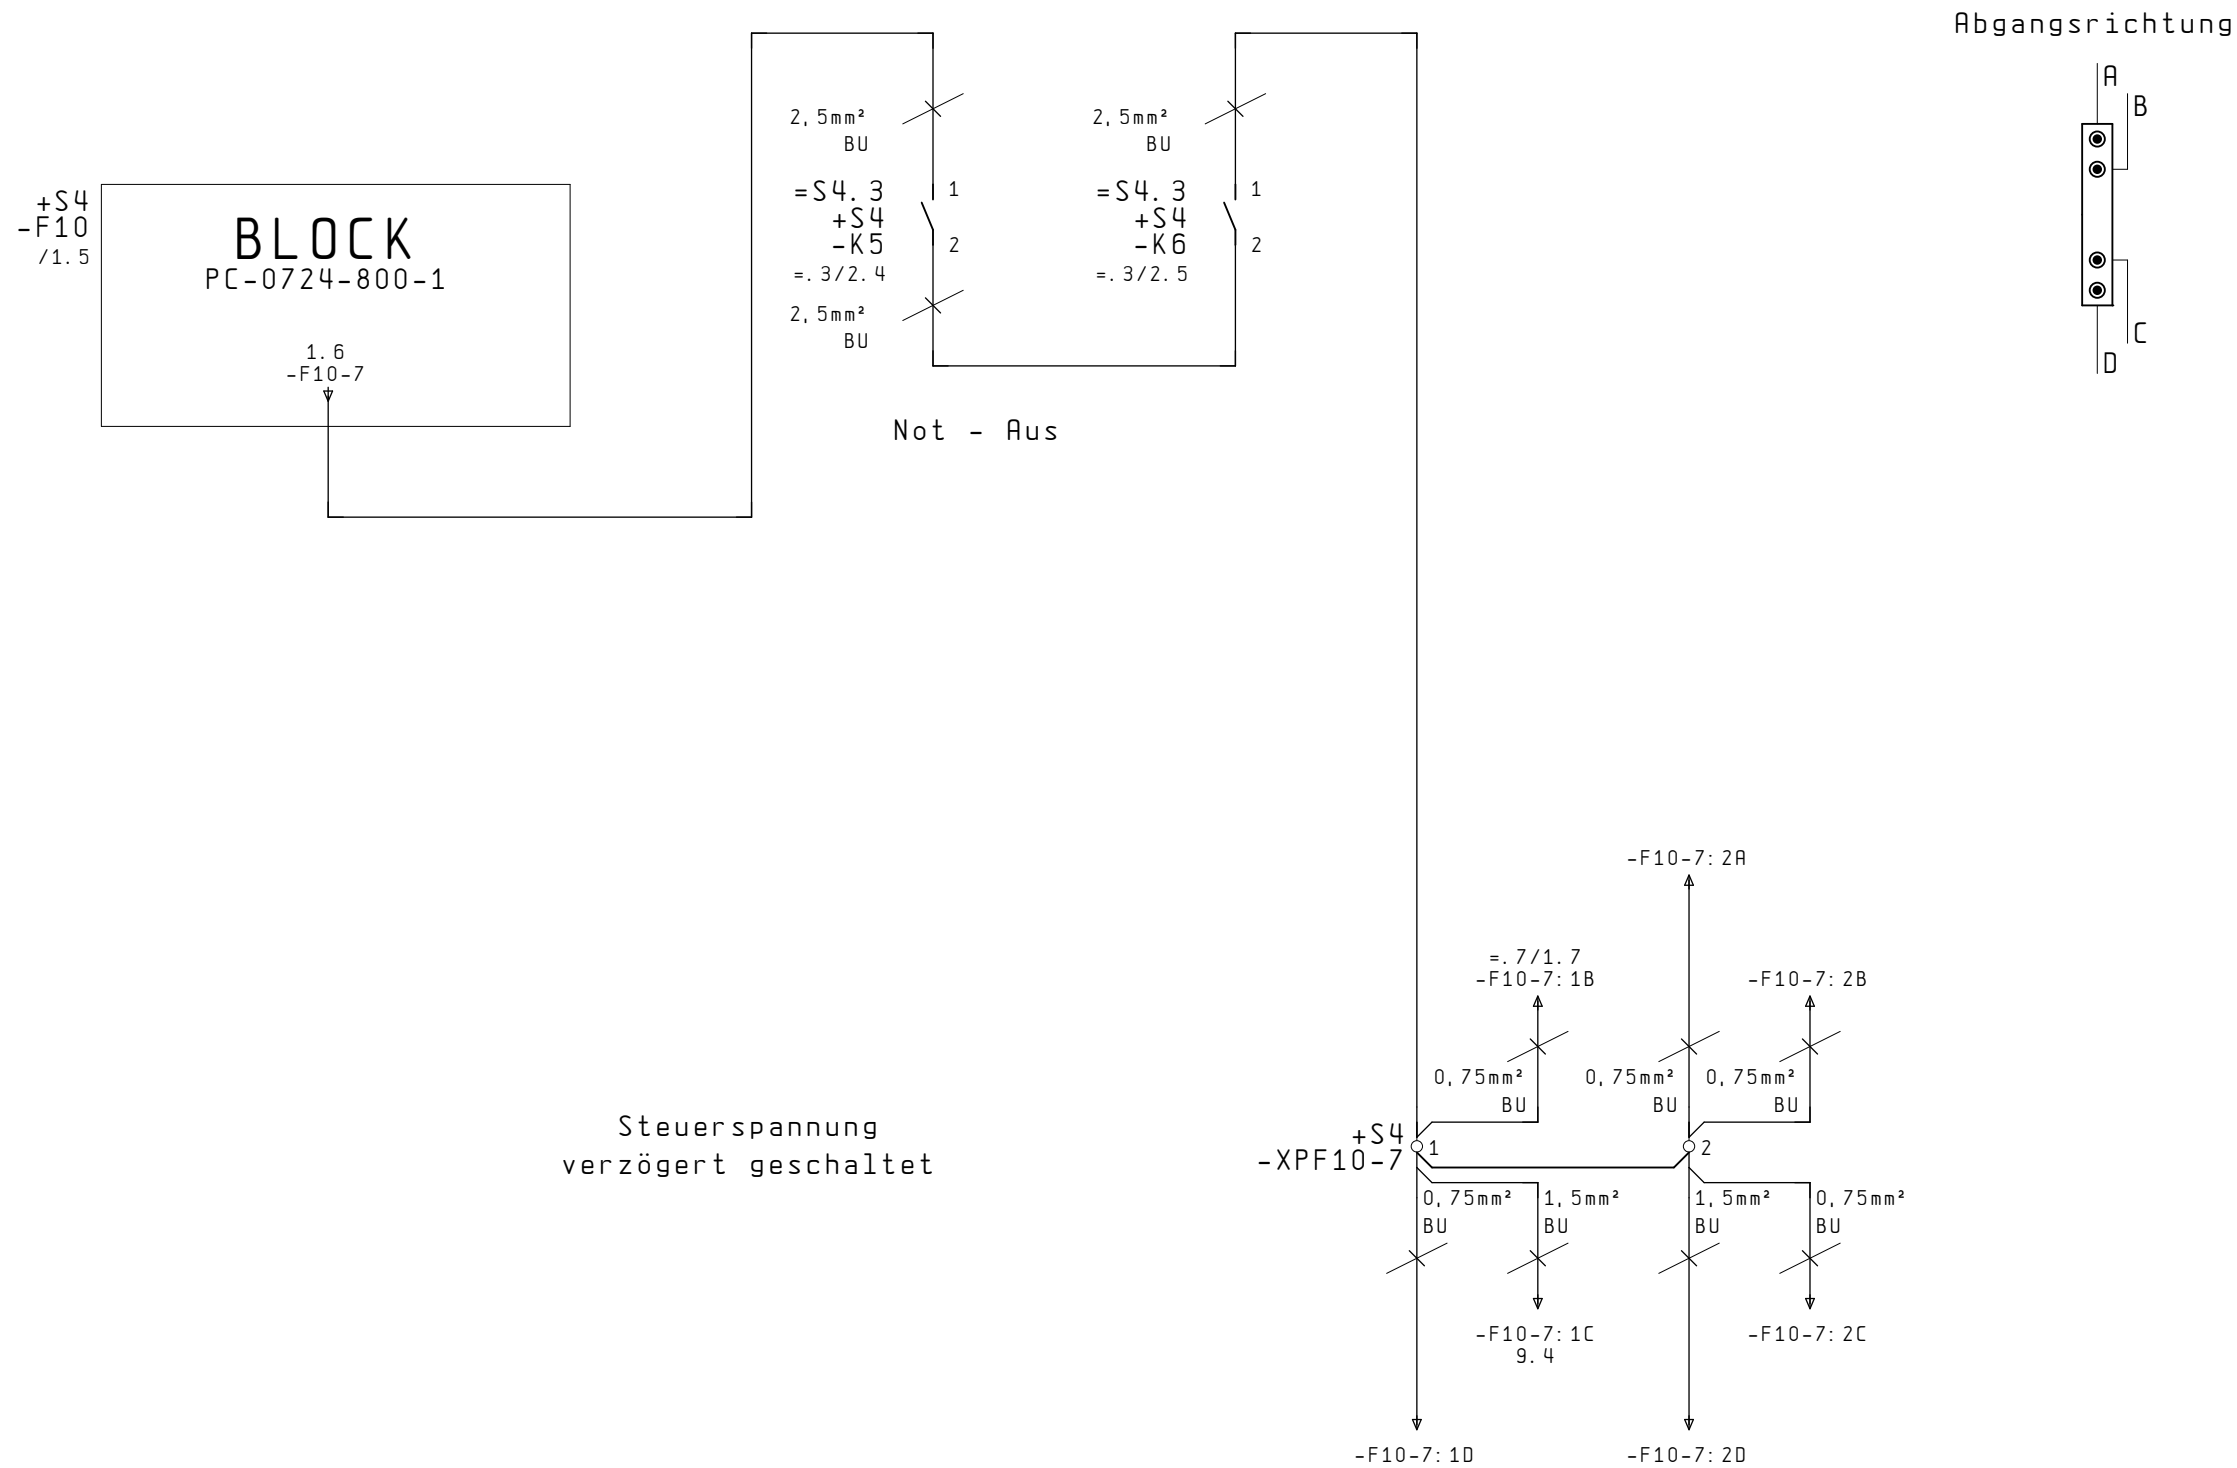 Abgangsrichtung
A
B
C
D
+S4
-F10
/1.5
BLOCK
PC-0724-800-1
1.6
-F10-7
2,5mm²
BU
=S4.3
+S4
-K5
=.3/2.4
1
2
2,5mm²
BU
2,5mm²
BU
=S4.3
+S4
-K6
=.3/2.5
1
2
Not - Aus
Steuerspannung
verzögert geschaltet
-F10-7:2A
=.7/1.7
-F10-7:1B
-F10-7:2B
0,75mm²
BU
0,75mm²
BU
0,75mm²
BU
+S4
-XPF10-7
1
2
0,75mm²
BU
1,5mm²
BU
1,5mm²
BU
0,75mm²
BU
-F10-7:1C
9.4
-F10-7:2C
-F10-7:1D
-F10-7:2D